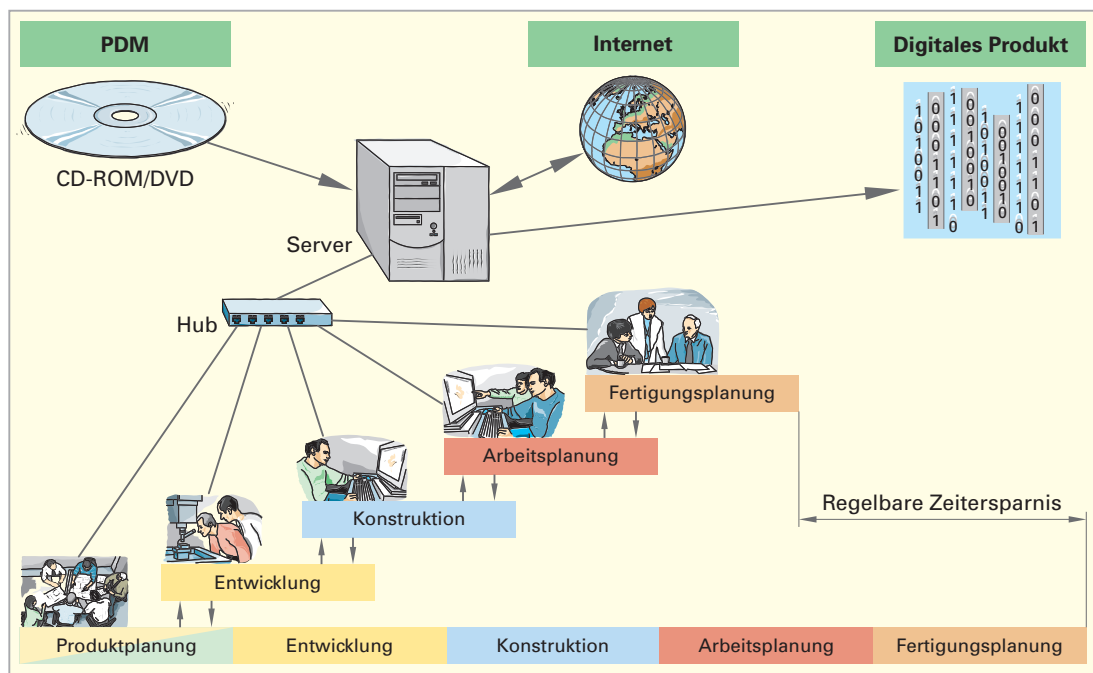 PDM
Internet
Digitales Produkt
CD-ROM/DVD
Server
Hub
Fertigungsplanung
Arbeitsplanung
Regelbare Zeitersparnis
Konstruktion
Entwicklung
Produktplanung
Entwicklung
Konstruktion
Arbeitsplanung
Fertigungsplanung